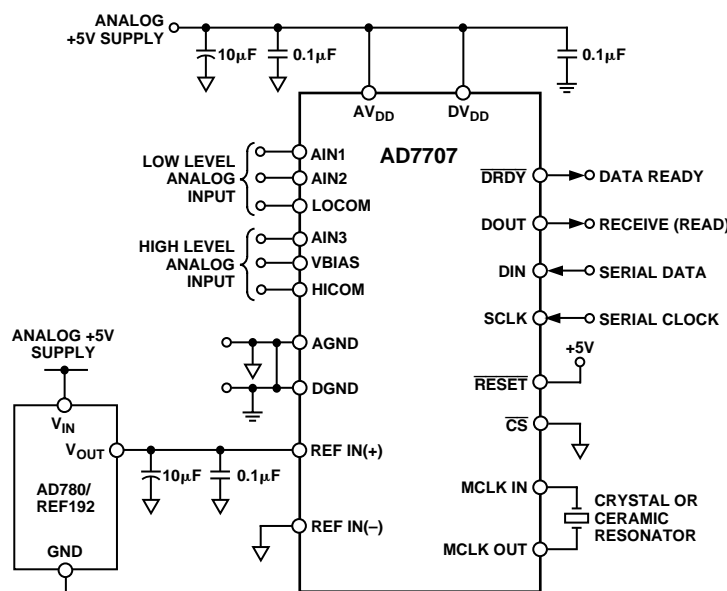 ANALOG
+5V SUPPLY
10μF
0.1μF
0.1μF
AVDD
DVDD
AD7707
LOW LEVEL
ANALOG
INPUT
AIN1
AIN2
LOCOM
HIGH LEVEL
ANALOG
INPUT
AIN3
VBIAS
HICOM
AGND
DGND
DRDY
DATA READY
DOUT
RECEIVE (READ)
DIN
SERIAL DATA
SCLK
SERIAL CLOCK
+5V
RESET
CS
ANALOG +5V
SUPPLY
VIN
VOUT
AD780/
REF192
GND
10μF
0.1μF
REF IN(+)
REF IN(–)
MCLK IN
MCLK OUT
CRYSTAL OR
CERAMIC
RESONATOR